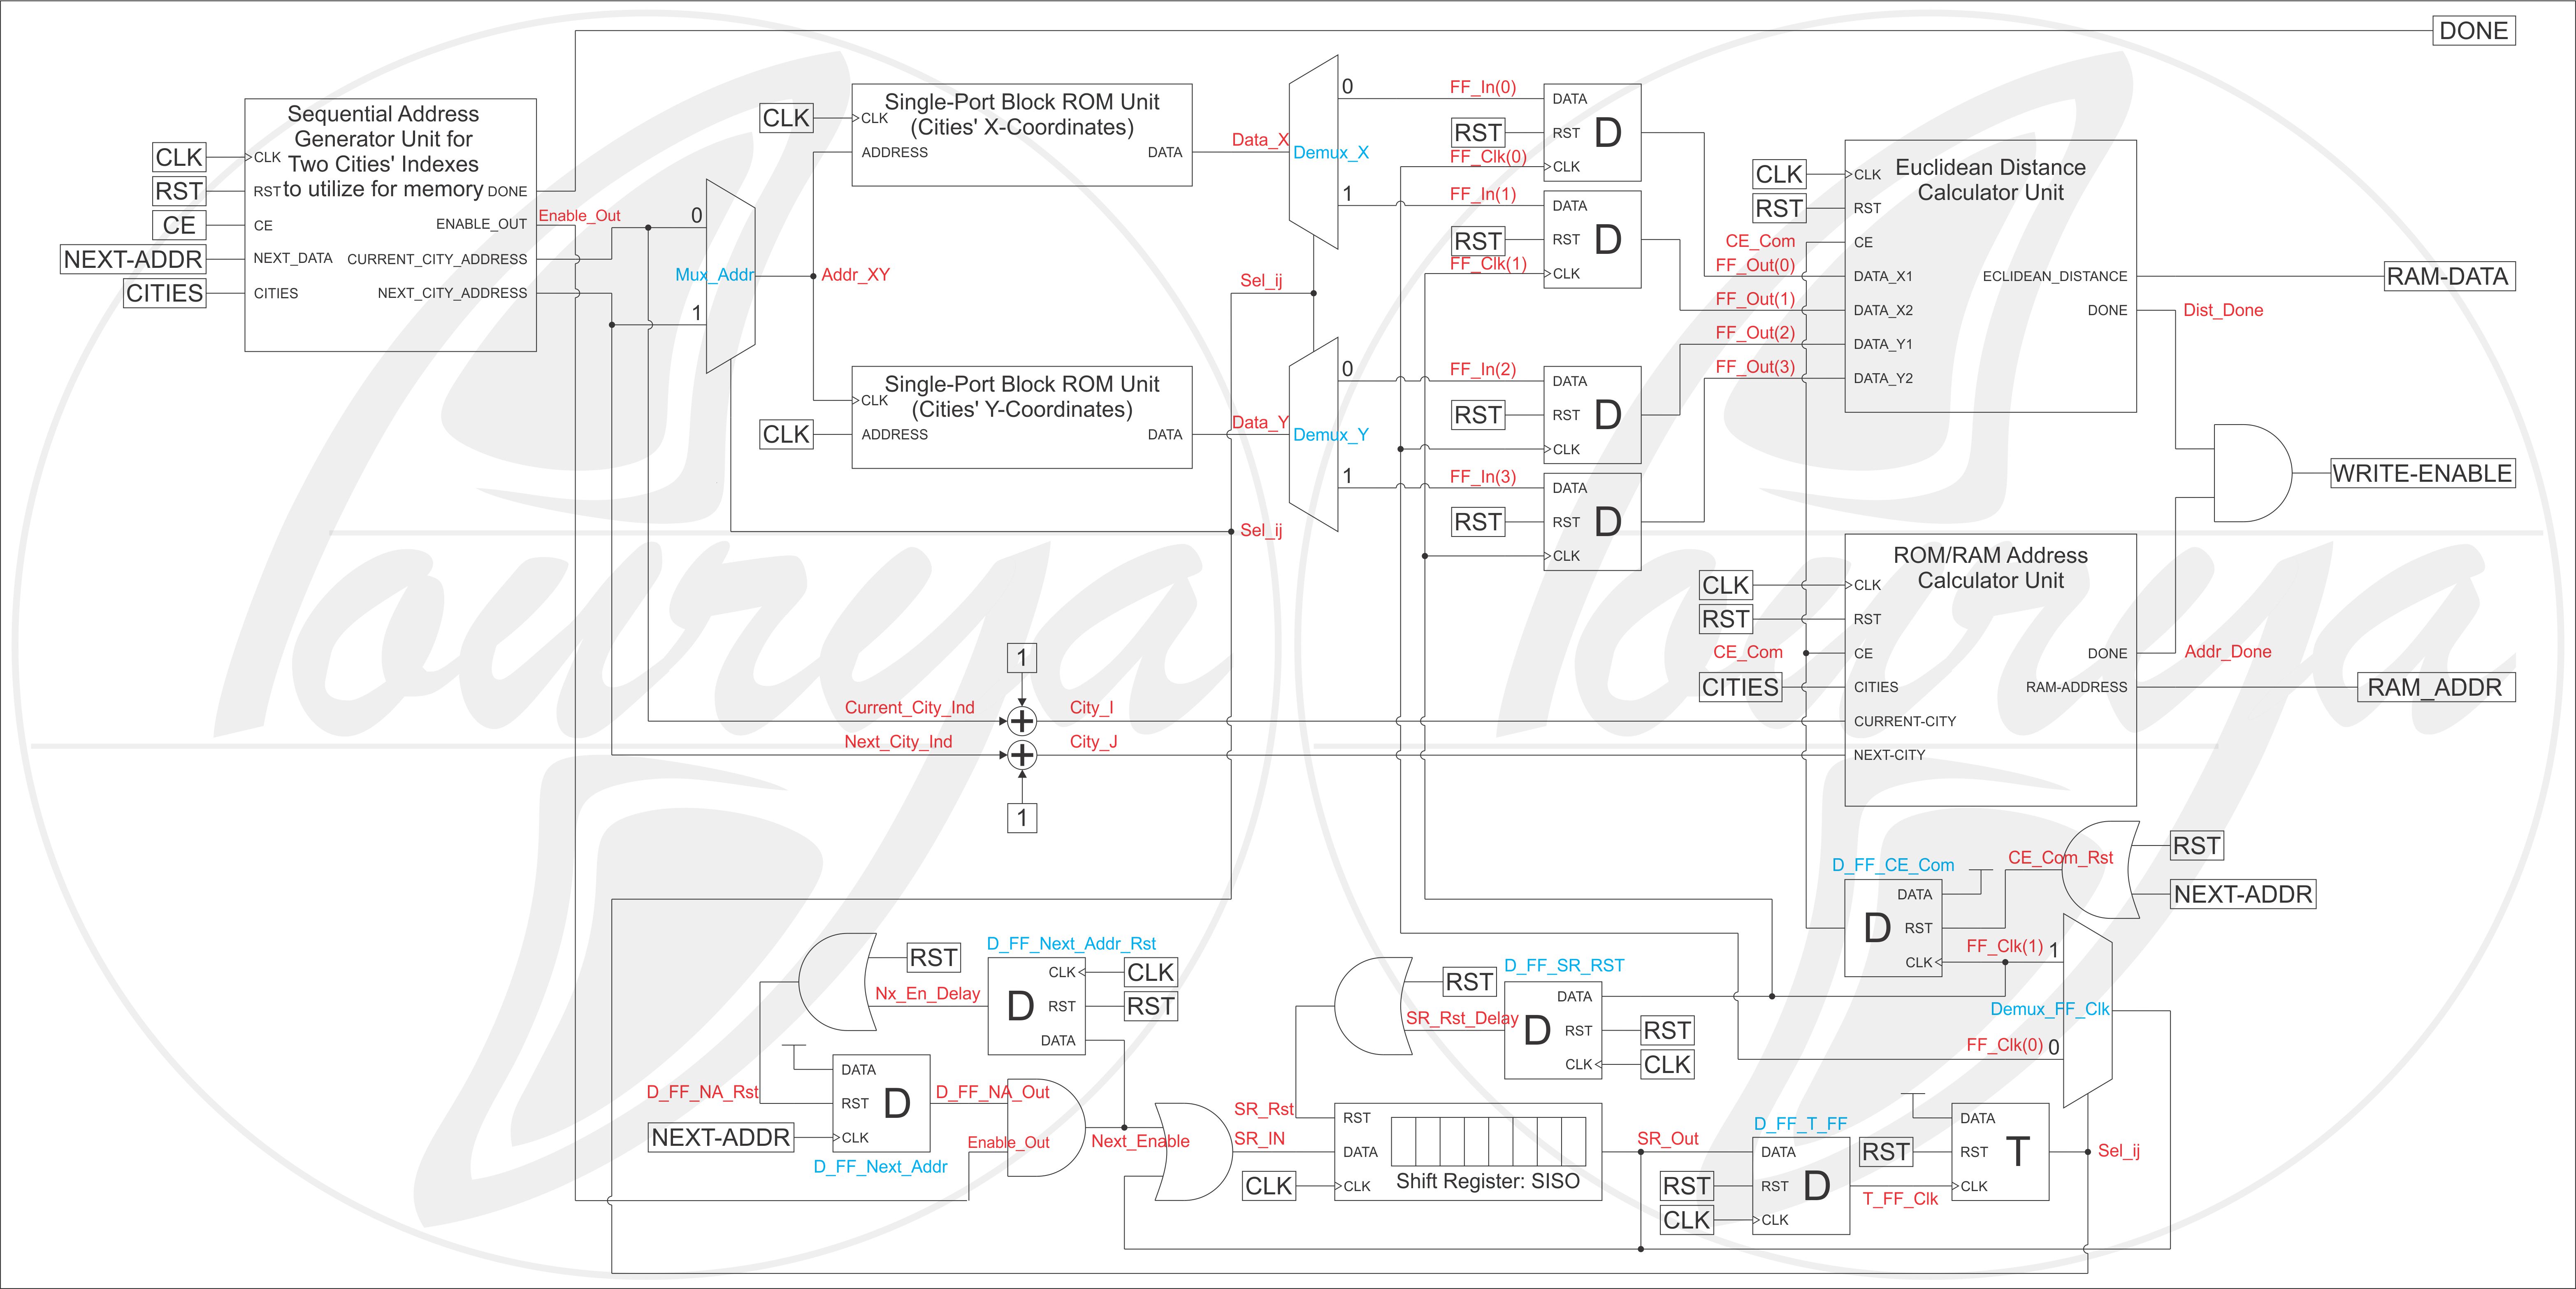 DONE
Sequential Address
Generator Unit for
Two Cities' Indexes
to utilize for memory
CLK
CLK
RST
RST
DONE
CE
CE
ENABLE_OUT
Enable_Out
NEXT-ADDR
NEXT_DATA
CURRENT_CITY_ADDRESS
CITIES
CITIES
NEXT_CITY_ADDRESS
0
Mux_Addr
1
Addr_XY
Single-Port Block ROM Unit
(Cities' X-Coordinates)
CLK
CLK
ADDRESS
DATA
Data_X
Single-Port Block ROM Unit
(Cities' Y-Coordinates)
CLK
CLK
ADDRESS
DATA
Data_Y
0
Demux_X
1
Sel_ij
0
Demux_Y
1
Sel_ij
FF_In(0)
DATA
RST
RST
D
FF_Clk(0)
CLK
FF_In(1)
DATA
RST
RST
D
FF_Clk(1)
CLK
FF_In(2)
DATA
RST
RST
D
CLK
FF_In(3)
DATA
RST
RST
D
CLK
Euclidean Distance
Calculator Unit
CLK
CLK
RST
RST
CE_Com
CE
FF_Out(0)
DATA_X1
ECLIDEAN_DISTANCE
RAM-DATA
FF_Out(1)
DATA_X2
DONE
Dist_Done
FF_Out(2)
DATA_Y1
FF_Out(3)
DATA_Y2
WRITE-ENABLE
ROM/RAM Address
Calculator Unit
CLK
CLK
RST
RST
CE_Com
CE
DONE
Addr_Done
CITIES
CITIES
RAM-ADDRESS
RAM_ADDR
CURRENT-CITY
NEXT-CITY
1
Current_City_Ind
City_I
Next_City_Ind
City_J
1
Pourya
Pourya
RST
CE_Com_Rst
NEXT-ADDR
D_FF_CE_Com
DATA
D
RST
CLK
FF_Clk(1)
1
Demux_FF_Clk
FF_Clk(0)
0
RST
Nx_En_Delay
D_FF_Next_Addr_Rst
CLK
CLK
D
RST
RST
DATA
D_FF_NA_Rst
DATA
RST
D
D_FF_NA_Out
NEXT-ADDR
CLK
D_FF_Next_Addr
Enable_Out
Next_Enable
RST
SR_Rst_Delay
D_FF_SR_RST
DATA
D
RST
RST
CLK
CLK
SR_Rst
RST
SR_IN
DATA
CLK
CLK
Shift Register: SISO
SR_Out
D_FF_T_FF
DATA
RST
RST
D
CLK
CLK
T_FF_Clk
DATA
RST
RST
T
CLK
Sel_ij